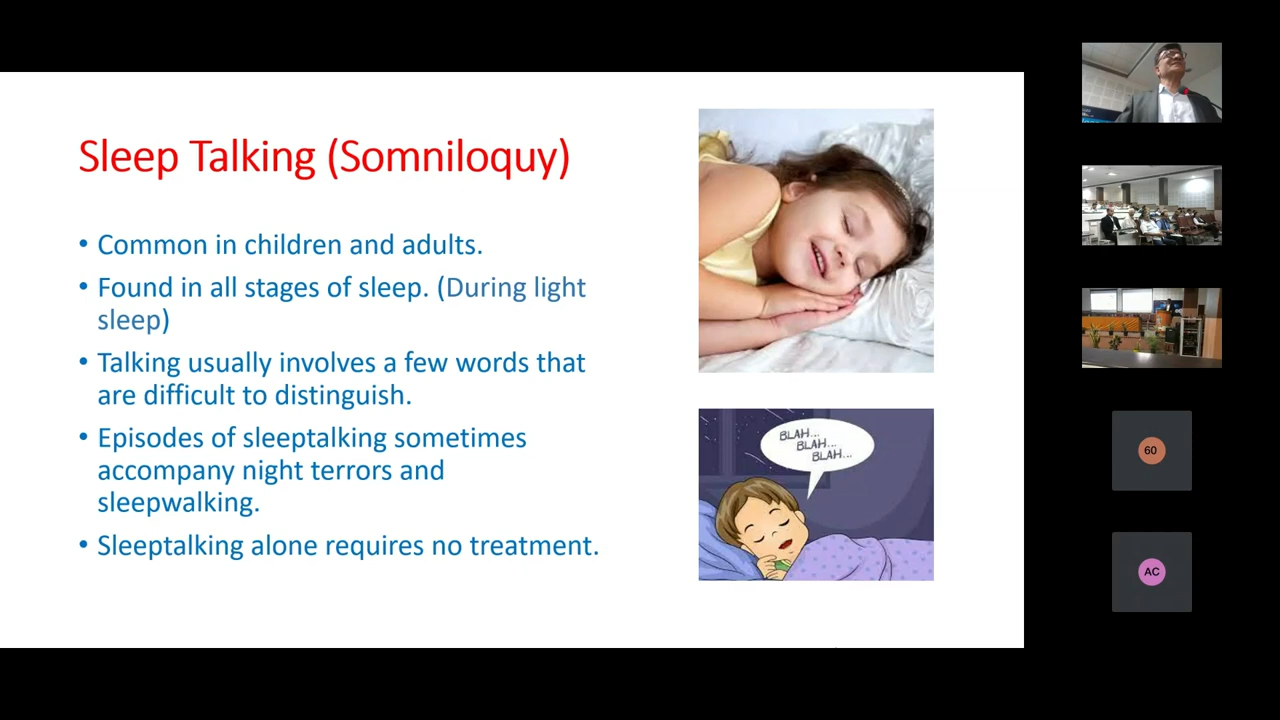 Sleep Talking (Somniloquy)
• Common in children and adults.
• Found in all stages of sleep. (During light
sleep)
• Talking usually involves a few words that
are difficult to distinguish.
• Episodes of sleeptalking sometimes
accompany night terrors and
sleepwalking.
• Sleeptalking alone requires no treatment.
BLAH...
BLAH...
BLAH...
60
AC